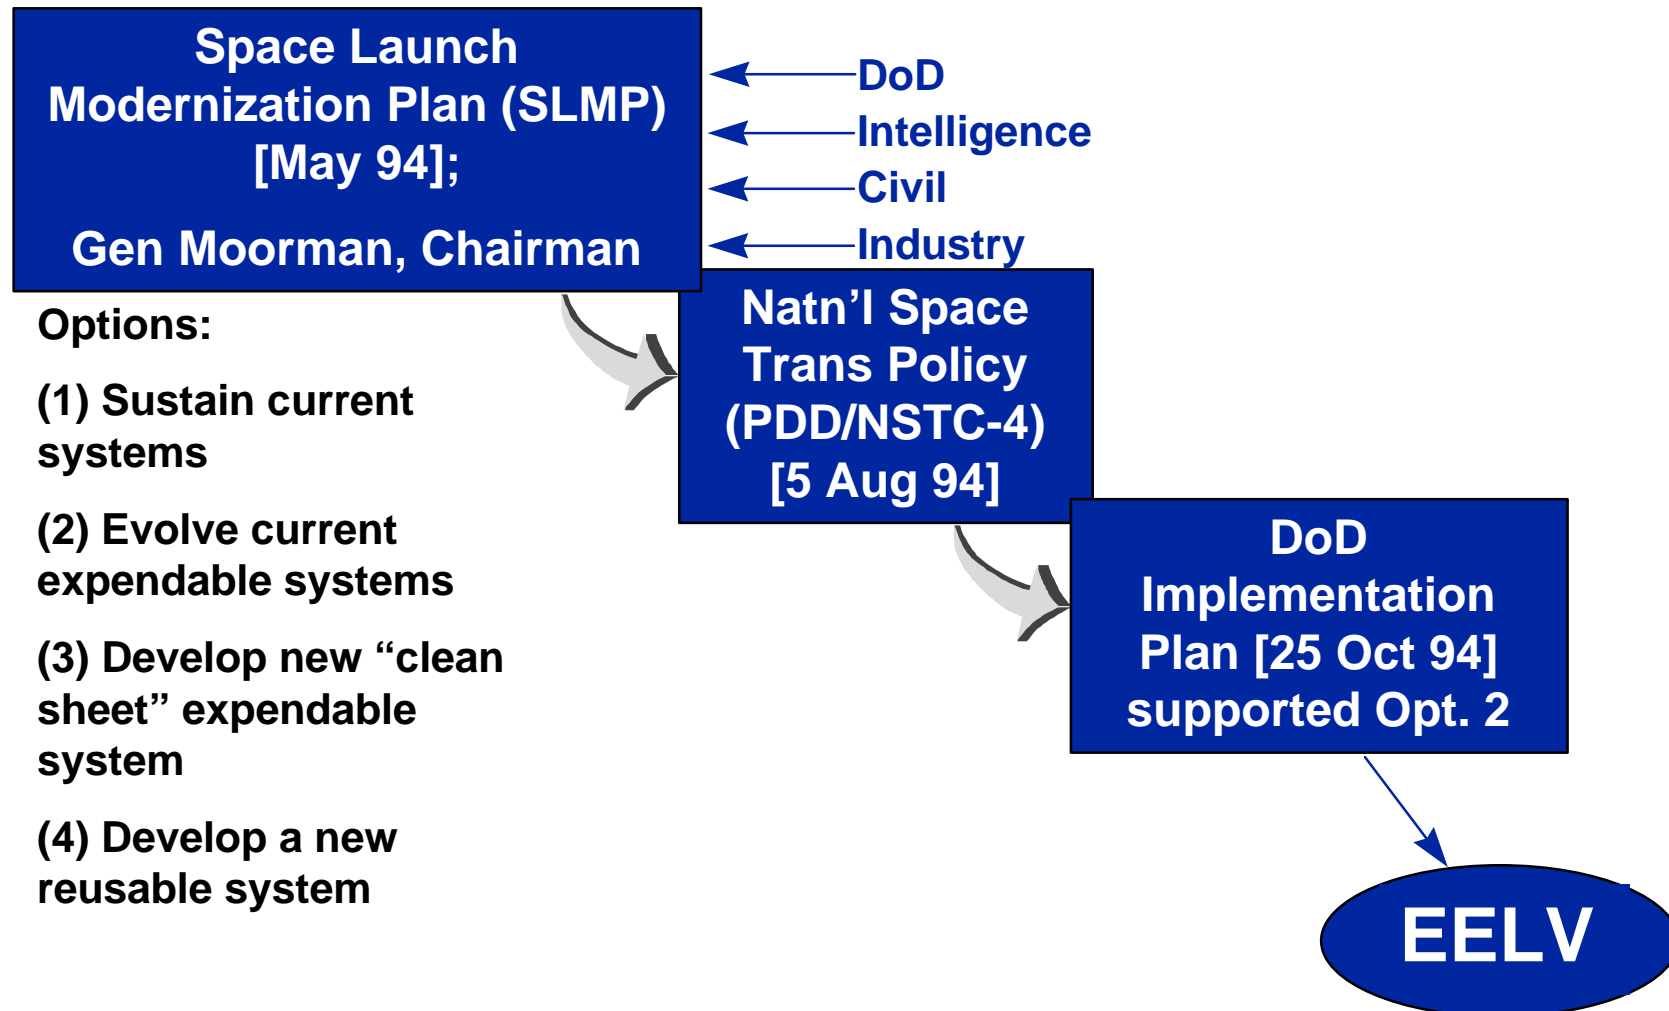 Space Launch
Modernization Plan (SLMP)
[May 94];
Gen Moorman, Chairman
DoD
Intelligence
Civil
Industry
Options:
(1) Sustain current
systems
(2) Evolve current
expendable systems
(3) Develop new “clean
sheet” expendable
system
(4) Develop a new
reusable system
Natn’l Space
Trans Policy
(PDD/NSTC-4)
[5 Aug 94]
DoD
Implementation
Plan [25 Oct 94]
supported Opt. 2
EELV